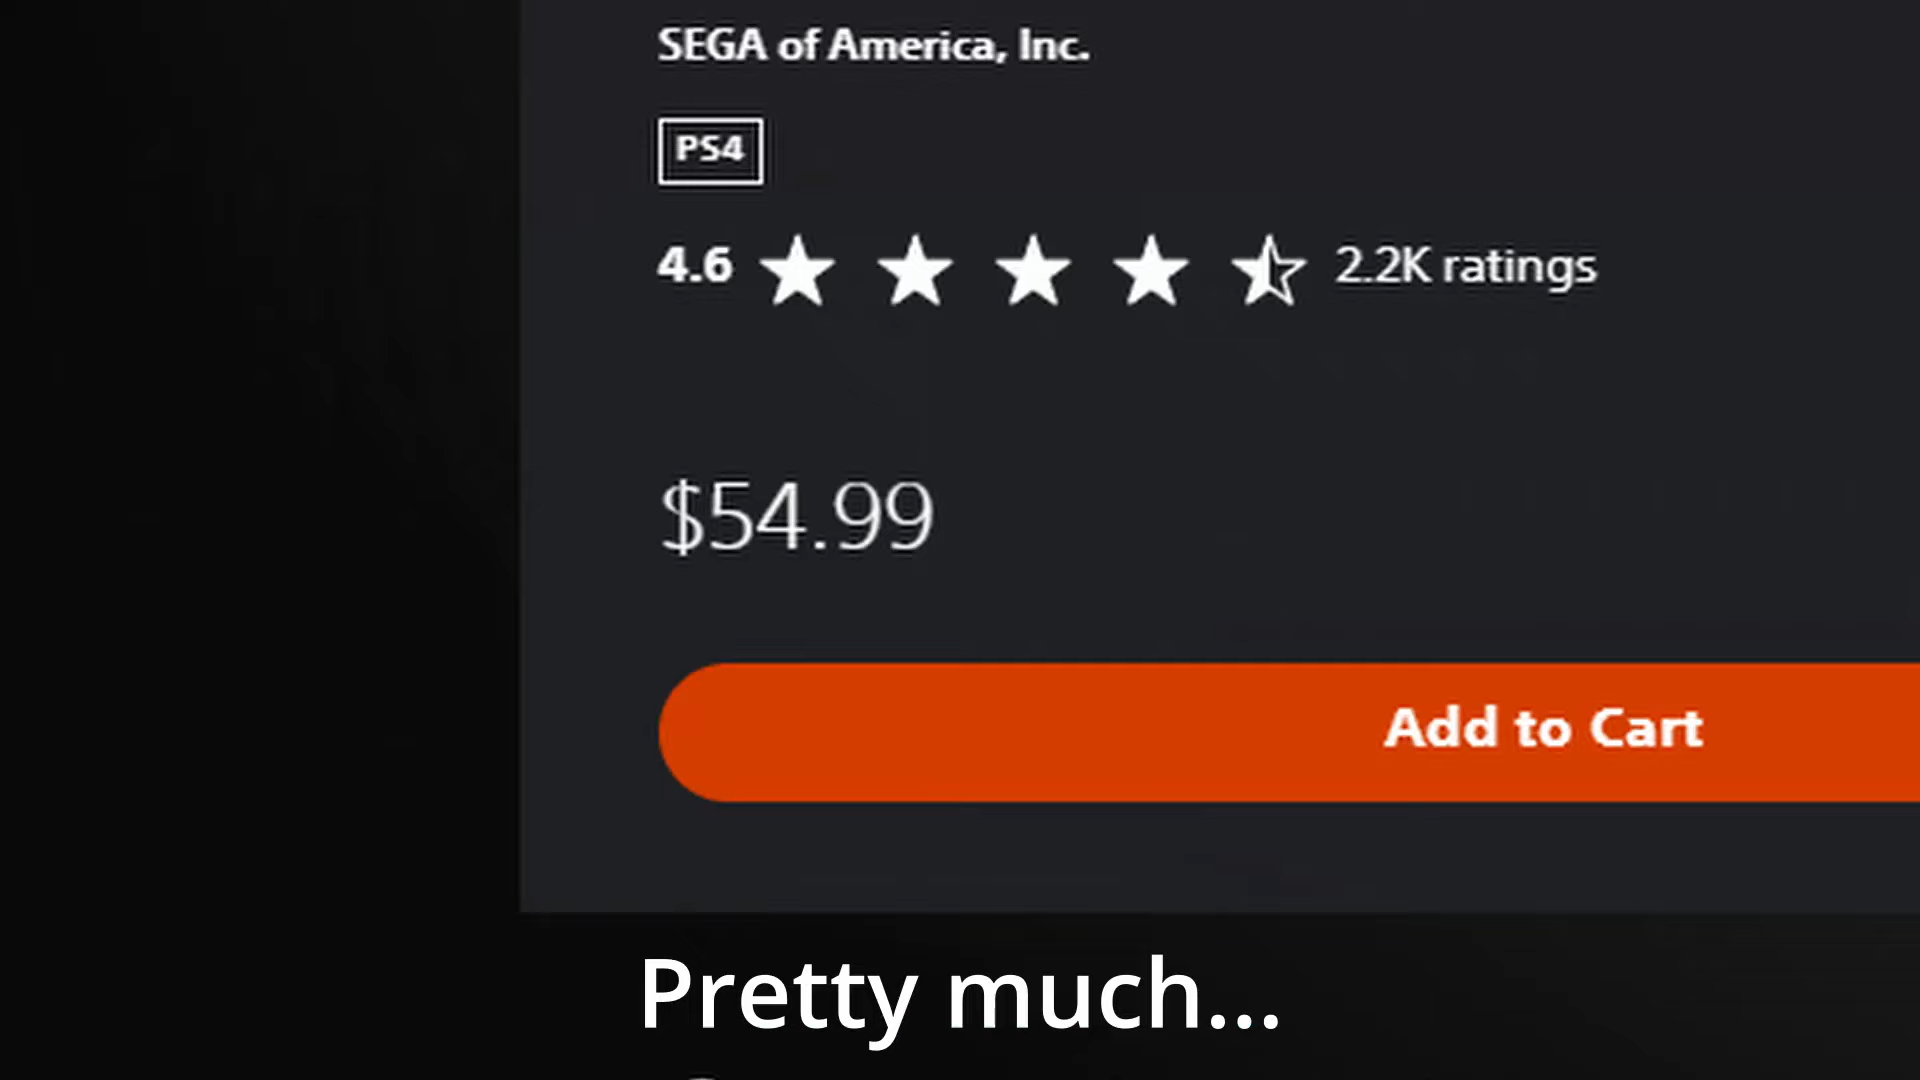 SEGA of America, Inc.
PS4
4.6 2.2K ratings
$54.99
Add to Cart
Pretty much...